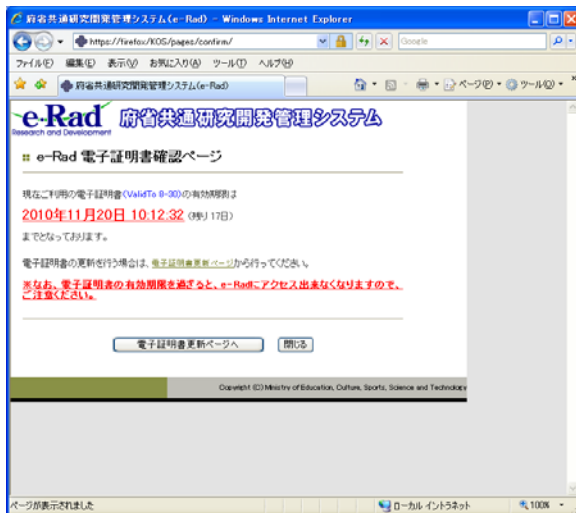 府省共通研究開発管理システム(e-Rad) - Windows Internet Explorer
https://firefox/KOS/pages/confirm/
Google
ファイル(F) 編集(E) 表示(V) お気に入り(A) ツール(T) ヘルプ(H)
府省共通研究開発管理システム(e-Rad)
ページ(P) ツール(O)
e-Rad 府省共通研究開発管理システム
Research and Development
e-Rad 電子証明書確認ページ
現在ご利用の電子証明書(ValidTo 8-30)の有効期限は
2010年11月20日 10:12:32 (残り 17日)
までとなっております。
電子証明書の更新を行う場合は、電子証明書更新ページから行ってください。
※なお、電子証明書の有効期限を過ぎると、e-Radにアクセス出来なくなりますので、
ご注意ください。
電子証明書更新ページへ 閉じる
Copyright (C) Ministry of Education, Culture, Sports, Science and Technology
ページが表示されました ローカル イントラネット 100%